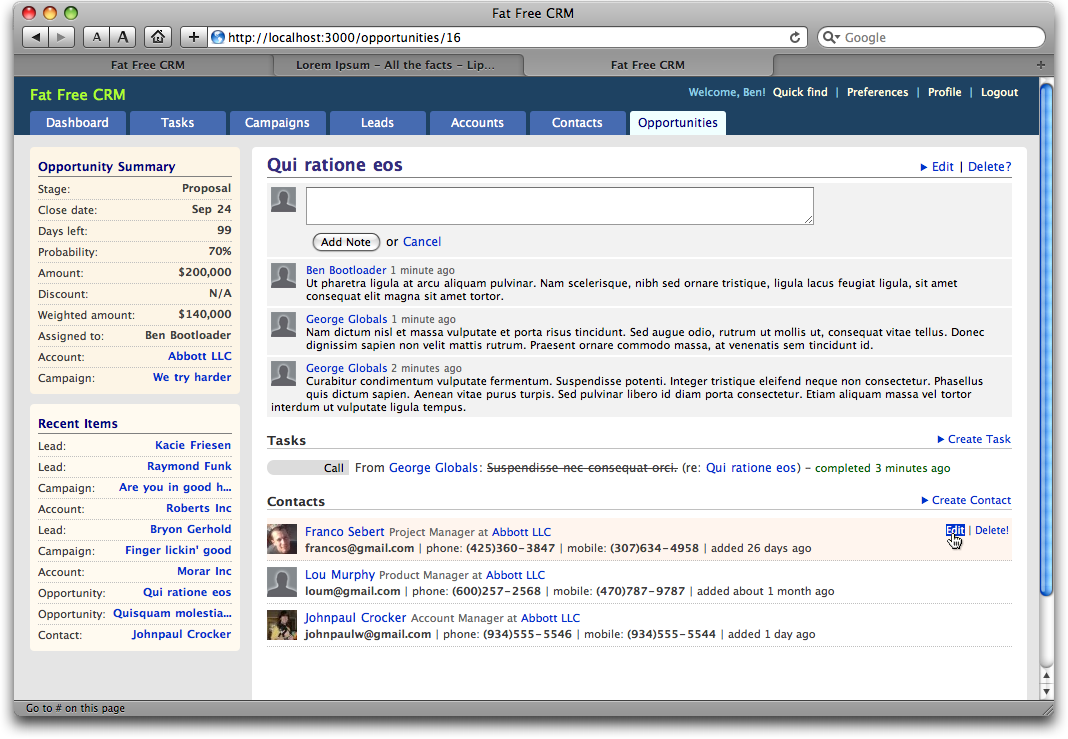 Fat Free CRM
A A + http://localhost:3000/opportunities/16 Google
Fat Free CRM Lorem Ipsum – All the facts – Lip... Fat Free CRM +
Fat Free CRM
Welcome, Ben! Quick find | Preferences | Profile | Logout
Dashboard Tasks Campaigns Leads Accounts Contacts Opportunities
Opportunity Summary
Stage: Proposal
Close date: Sep 24
Days left: 99
Probability: 70%
Amount: $200,000
Discount: N/A
Weighted amount: $140,000
Assigned to: Ben Bootloader
Account: Abbott LLC
Campaign: We try harder
Recent Items
Lead: Kacie Friesen
Lead: Raymond Funk
Campaign: Are you in good h...
Account: Roberts Inc
Lead: Bryon Gerhold
Campaign: Finger lickin' good
Account: Morar Inc
Opportunity: Qui ratione eos
Opportunity: Quisquam molestia...
Contact: Johnpaul Crocker
Qui ratione eos
Edit | Delete?
Add Note or Cancel
Ben Bootloader 1 minute ago
Ut pharetra ligula at arcu aliquam pulvinar. Nam scelerisque, nibh sed ornare tristique, ligula lacus feugiat ligula, sit amet
consequat elit magna sit amet tortor.
George Globals 1 minute ago
Nam dictum nisl et massa vulputate et porta risus tincidunt. Sed augue odio, rutrum ut mollis ut, consequat vitae tellus. Donec
dignissim sapien non velit mattis rutrum. Praesent ornare commodo massa, at venenatis sem tincidunt id.
George Globals 2 minutes ago
Curabitur condimentum vulputate fermentum. Suspendisse potenti. Integer tristique eleifend neque non consectetur. Phasellus
quis dictum sapien. Aenean vitae purus turpis. Sed pulvinar libero id diam porta consectetur. Etiam aliquam massa vel tortor
interdum ut vulputate ligula tempus.
Tasks
Create Task
Call From George Globals: Suspendisse nec consequat orci. (re: Qui ratione eos) – completed 3 minutes ago
Contacts
Create Contact
Franco Sebert Project Manager at Abbott LLC
Edit | Delete!
francos@gmail.com | phone: (425)360-3847 | mobile: (307)634-4958 | added 26 days ago
Lou Murphy Product Manager at Abbott LLC
loum@gmail.com | phone: (600)257-2568 | mobile: (470)787-9787 | added about 1 month ago
Johnpaul Crocker Account Manager at Abbott LLC
johnpaulw@gmail.com | phone: (934)555-5546 | mobile: (934)555-5544 | added 1 day ago
Go to # on this page